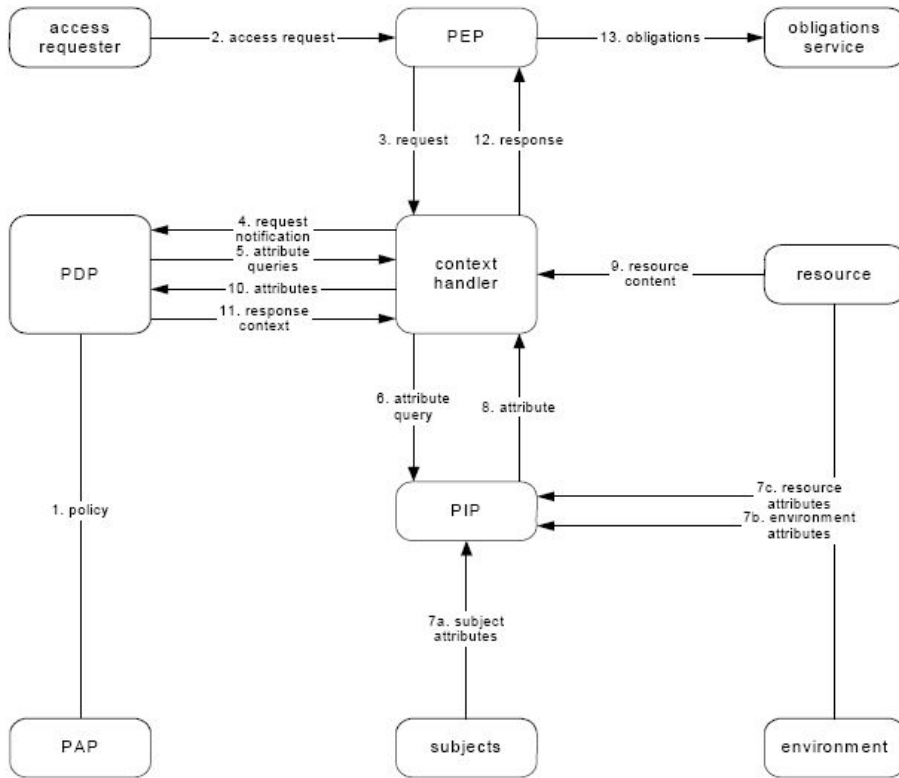 access
requester
2. access request
PEP
13. obligations
obligations
service
3. request
12. response
PDP
4. request
notification
5. attribute
queries
10. attributes
11. response
context
context
handler
9. resource
content
resource
6. attribute
query
8. attribute
1. policy
PIP
7c. resource
attributes
7b. environment
attributes
7a. subject
attributes
PAP
subjects
environment